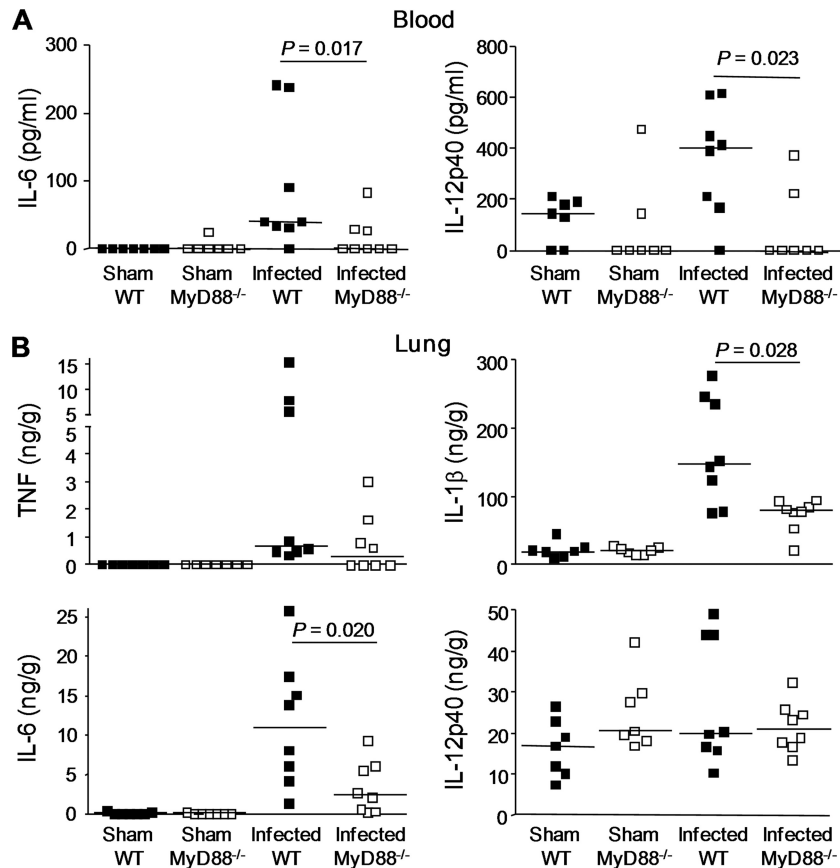 A
Blood
IL-6 (pg/ml)
300
200
100
0
P = 0.017
Sham WT
Sham MyD88⁻/⁻
Infected WT
Infected MyD88⁻/⁻
IL-12p40 (pg/ml)
800
600
400
200
0
P = 0.023
Sham WT
Sham MyD88⁻/⁻
Infected WT
Infected MyD88⁻/⁻
B
Lung
TNF (ng/g)
15
10
5
5
4
3
2
1
0
IL-1β (ng/g)
300
200
100
0
P = 0.028
IL-6 (ng/g)
25
20
15
10
5
0
P = 0.020
Sham WT
Sham MyD88⁻/⁻
Infected WT
Infected MyD88⁻/⁻
IL-12p40 (ng/g)
50
40
30
20
10
0
Sham WT
Sham MyD88⁻/⁻
Infected WT
Infected MyD88⁻/⁻